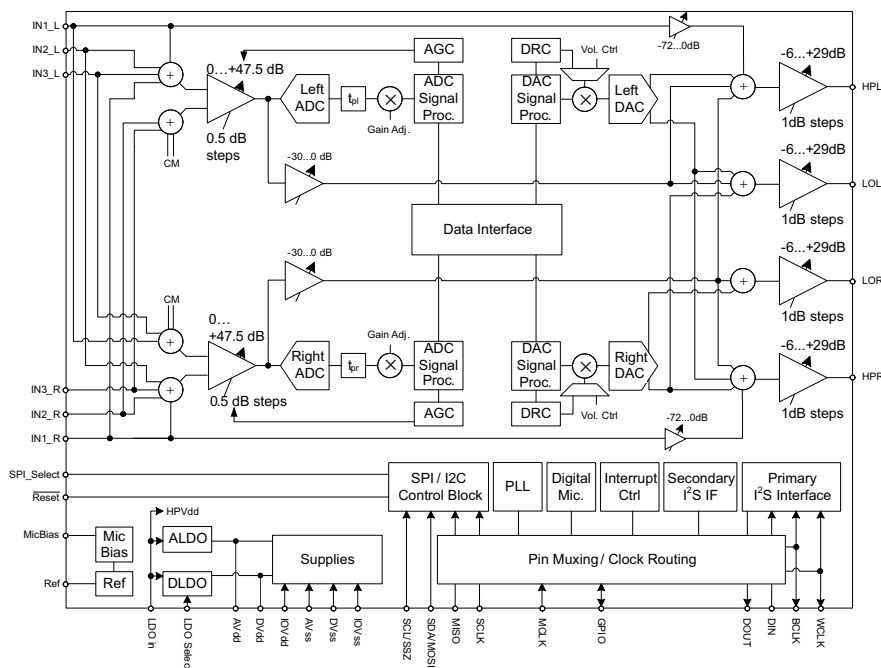 IN1_L
IN2_L
IN3_L
0…
+47.5 dB
0.5 dB
steps
CM
AGC
Left
ADC
tpl
Gain Adj.
ADC
Signal
Proc.
DRC
Vol. Ctrl
DAC
Signal
Proc.
Left
DAC
-72...0dB
-6...+29dB
1dB steps
HPL
-30...0 dB
-6...+29dB
1dB steps
LOL
Data Interface
-30...0 dB
-6...+29dB
1dB steps
LOR
CM
0…
+47.5 dB
0.5 dB steps
Right
ADC
tpr
Gain Adj.
ADC
Signal
Proc.
AGC
DAC
Signal
Proc.
DRC
Vol. Ctrl
Right
DAC
-72...0dB
-6...+29dB
1dB steps
HPR
IN3_R
IN2_R
IN1_R
SPI_Select
Reset
MicBias
Ref
HPVdd
Mic
Bias
Ref
ALDO
DLDO
Supplies
SPI / I2C
Control Block
PLL
Digital
Mic.
Interrupt
Ctrl
Secondary
I²S IF
Primary
I²S Interface
Pin Muxing / Clock Routing
LDO in
LDO Selec
AVdd
DVdd
IOVdd
AVss
DVss
IOVss
SCL/SSZ
SDA/MOSI
MISO
SCLK
MCLK
GPIO
DOUT
DIN
BCLK
WCLK